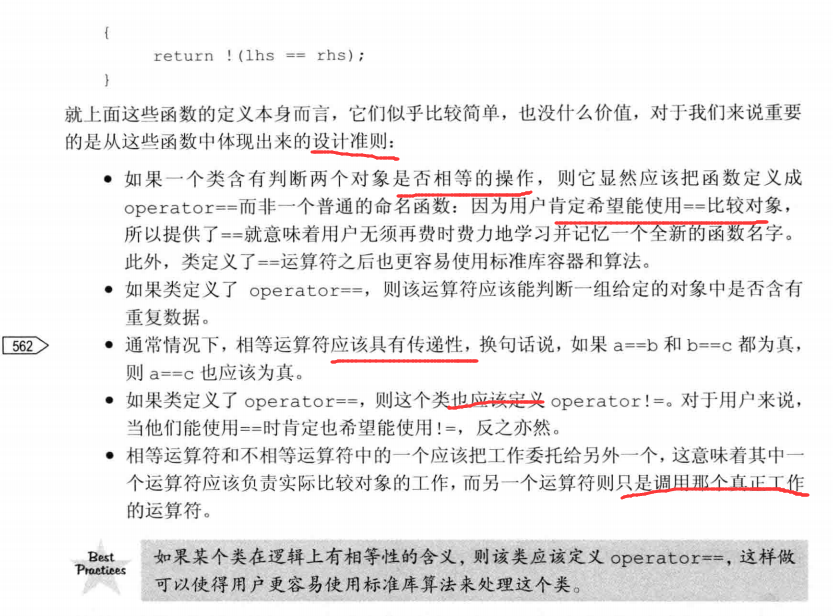 {
return !(lhs == rhs);
}
就上面这些函数的定义本身而言，它们似乎比较简单，也没什么价值，对于我们来说重要
的是从这些函数中体现出来的设计准则：
• 如果一个类含有判断两个对象是否相等的操作，则它显然应该把函数定义成
operator==而非一个普通的命名函数：因为用户肯定希望能使用==比较对象，
所以提供了==就意味着用户无须再费时费力地学习并记忆一个全新的函数名字。
此外，类定义了==运算符之后也更容易使用标准库容器和算法。
• 如果类定义了 operator==，则该运算符应该能判断一组给定的对象中是否含有
重复数据。
562
• 通常情况下，相等运算符应该具有传递性，换句话说，如果 a==b 和 b==c 都为真，
则 a==c 也应该为真。
• 如果类定义了 operator==，则这个类也应该定义 operator!=。对于用户来说，
当他们能使用==时肯定也希望能使用!=，反之亦然。
• 相等运算符和不相等运算符中的一个应该把工作委托给另外一个，这意味着其中一
个运算符应该负责实际比较对象的工作，而另一个运算符则只是调用那个真正工作
的运算符。
Best
Practices
如果某个类在逻辑上有相等性的含义，则该类应该定义 operator==，这样做
可以使得用户更容易使用标准库算法来处理这个类。